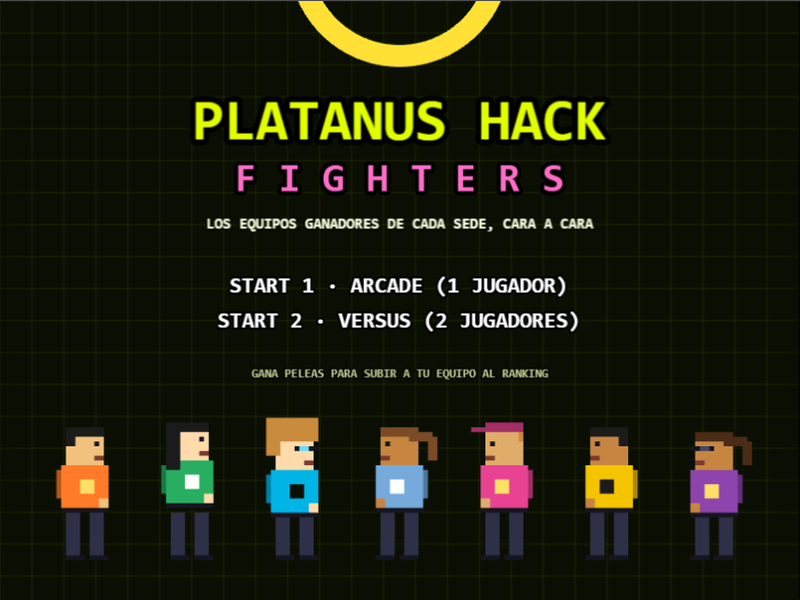 PLATANUS HACK
FIGHTERS
LOS EQUIPOS GANADORES DE CADA SEDE, CARA A CARA
START 1 · ARCADE (1 JUGADOR)
START 2 · VERSUS (2 JUGADORES)
GANA PELEAS PARA SUBIR A TU EQUIPO AL RANKING